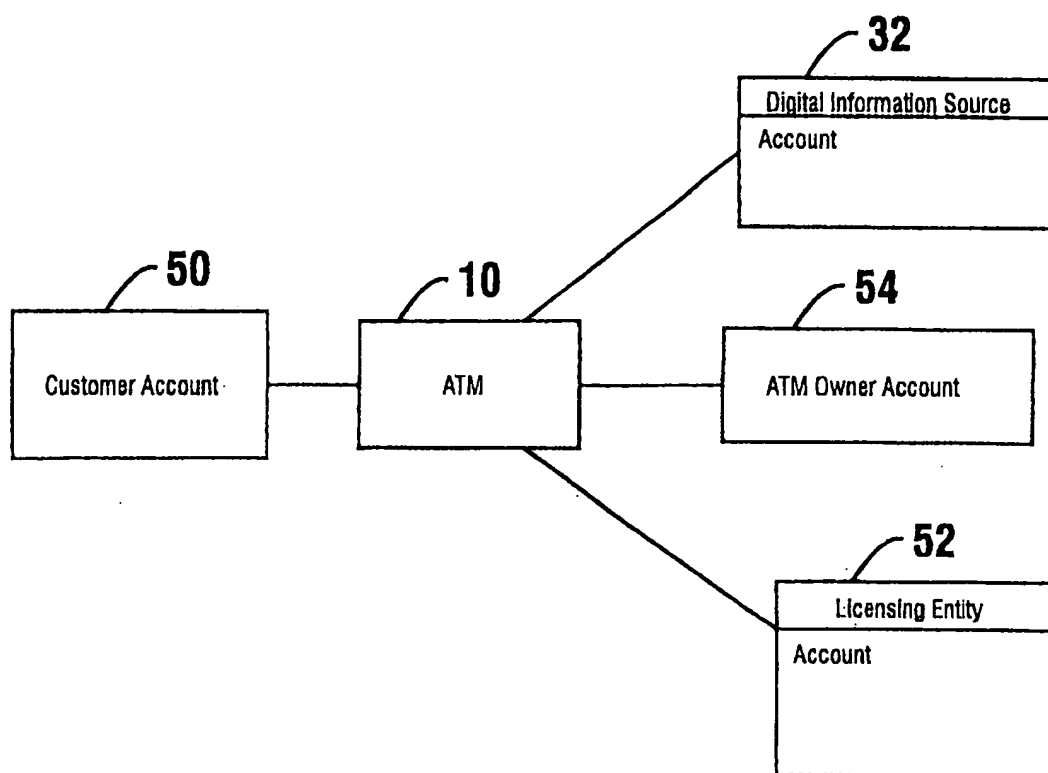 32
Digital Information Source
Account
50
10
54
Customer Account
ATM
ATM Owner Account
52
Licensing Entity
Account